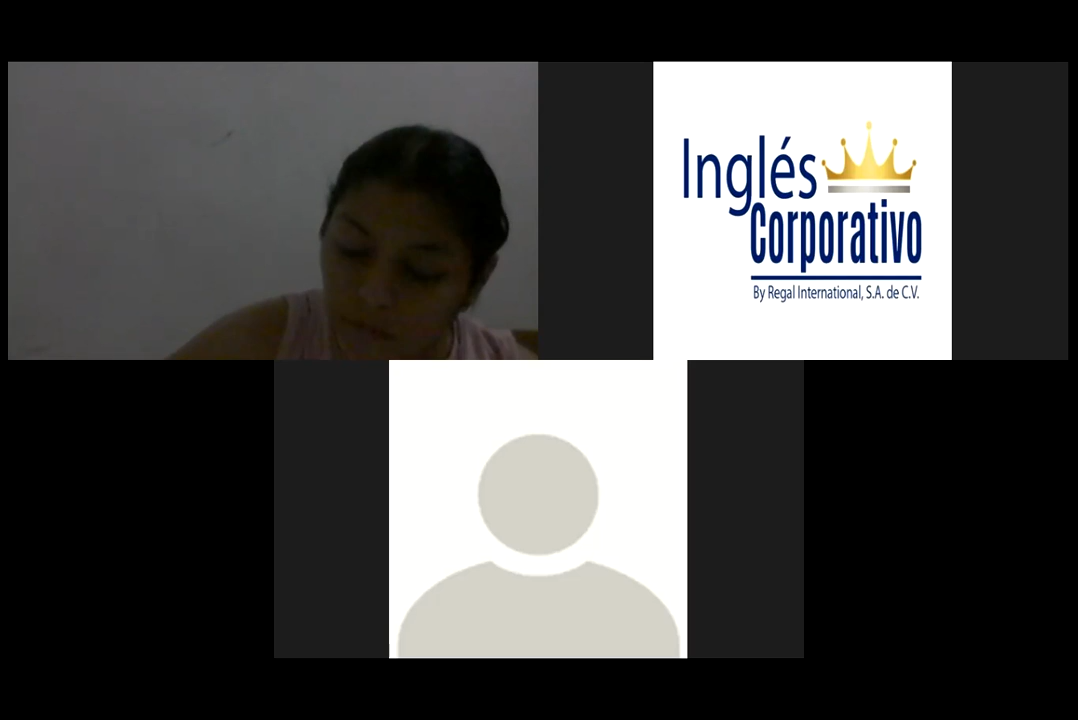 Inglés
Corporativo
By Regal International, S.A. de C.V.